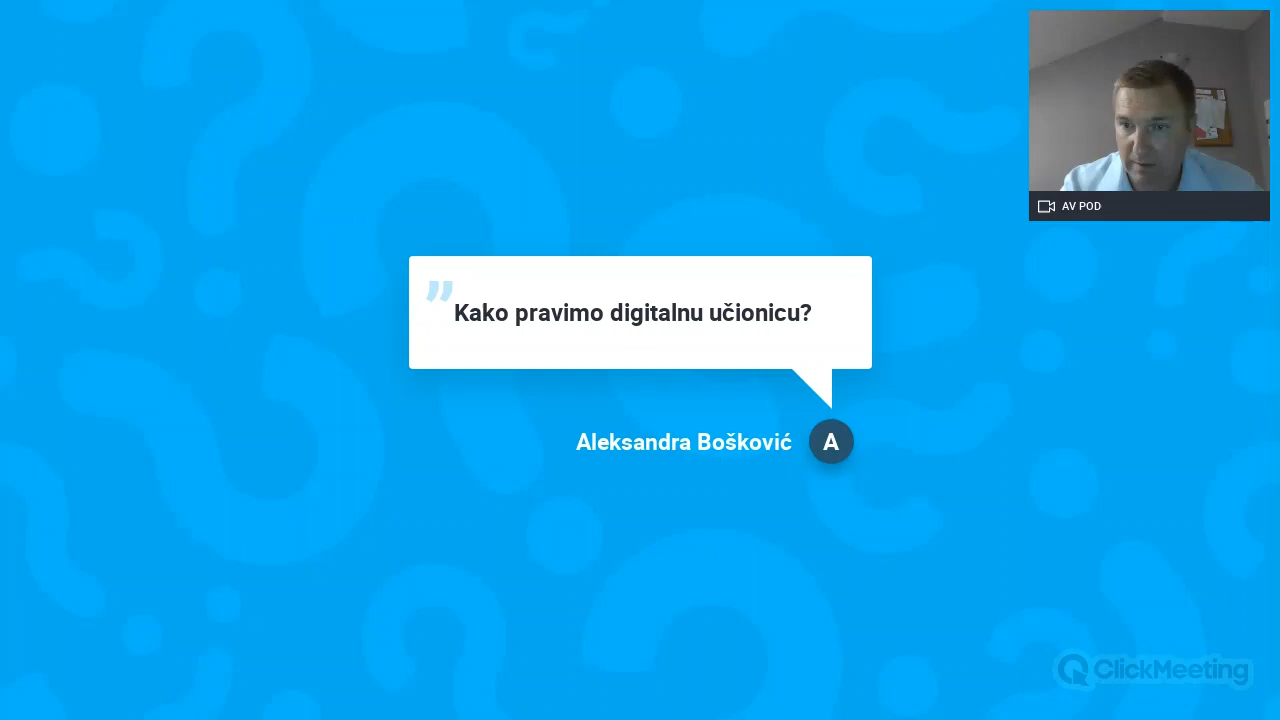 AV POD
”
Kako pravimo digitalnu učionicu?
Aleksandra Bošković
A
ClickMeeting